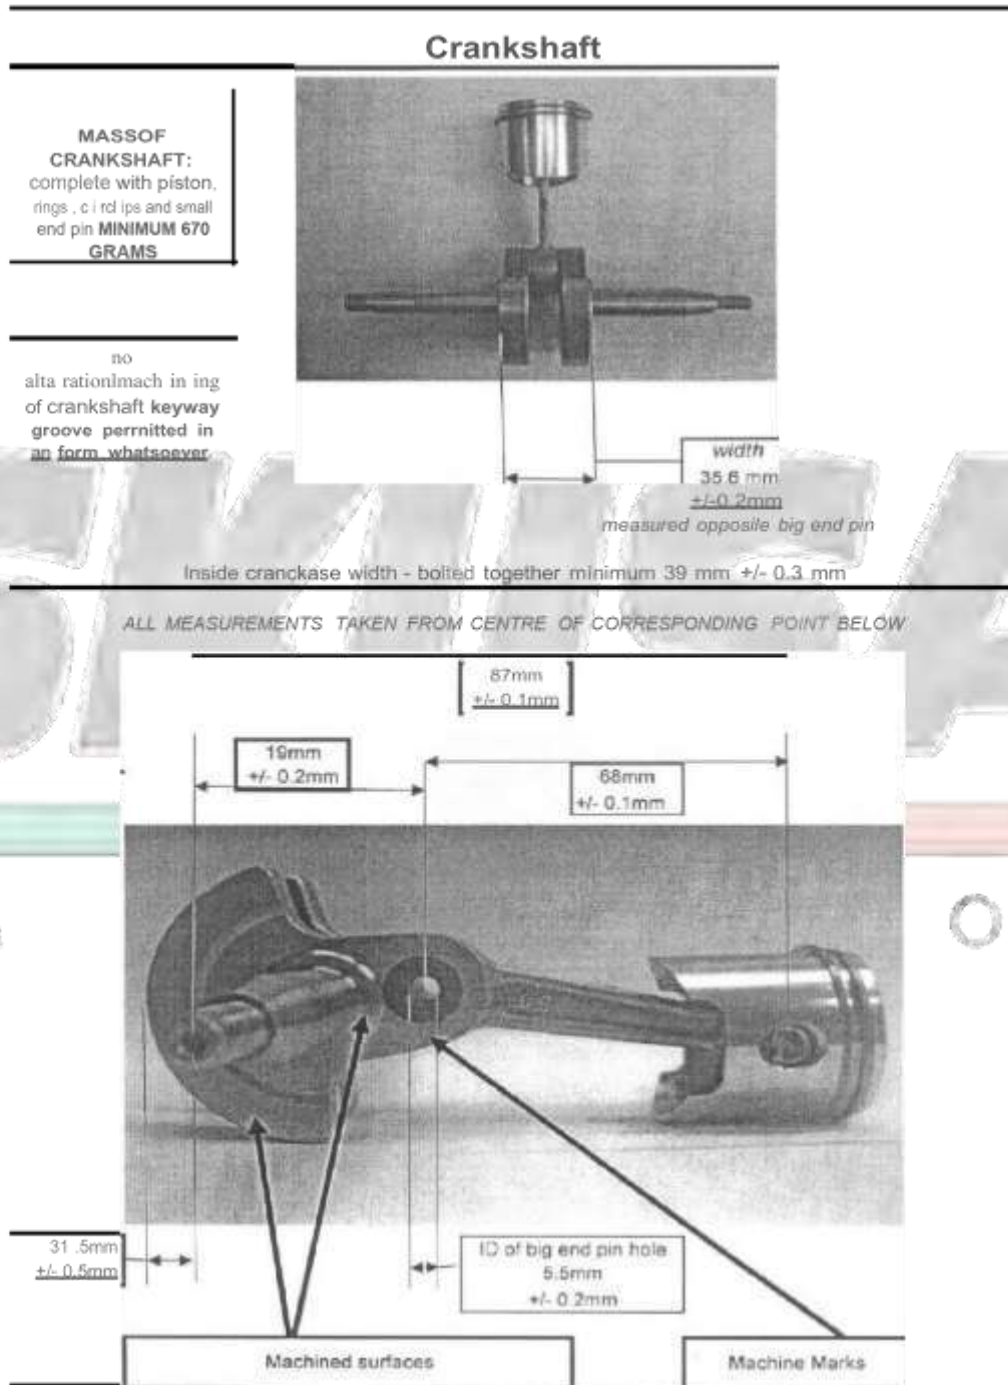 Crankshaft
MASSOF
CRANKSHAFT:
complete with piston,
rings , c i rcl ips and small
end pin MINIMUM 670
GRAMS
no
alta rationlmach in ing
of crankshaft keyway
groove perrnitted in
an form whatsoever
width
35.6 mm
+/-0.2mm
measured opposile big end pin
Inside cranckase width - bolted together minimum 39 mm +/- 0.3 mm
ALL MEASUREMENTS TAKEN FROM CENTRE OF CORRESPONDING POINT BELOW
87mm
+/- 0.1mm
19mm
+/- 0.2mm
68mm
+/- 0.1mm
31 .5mm
+/- 0.5mm
ID of big end pin hole
5.5mm
+/- 0.2mm
Machined surfaces
Machine Marks